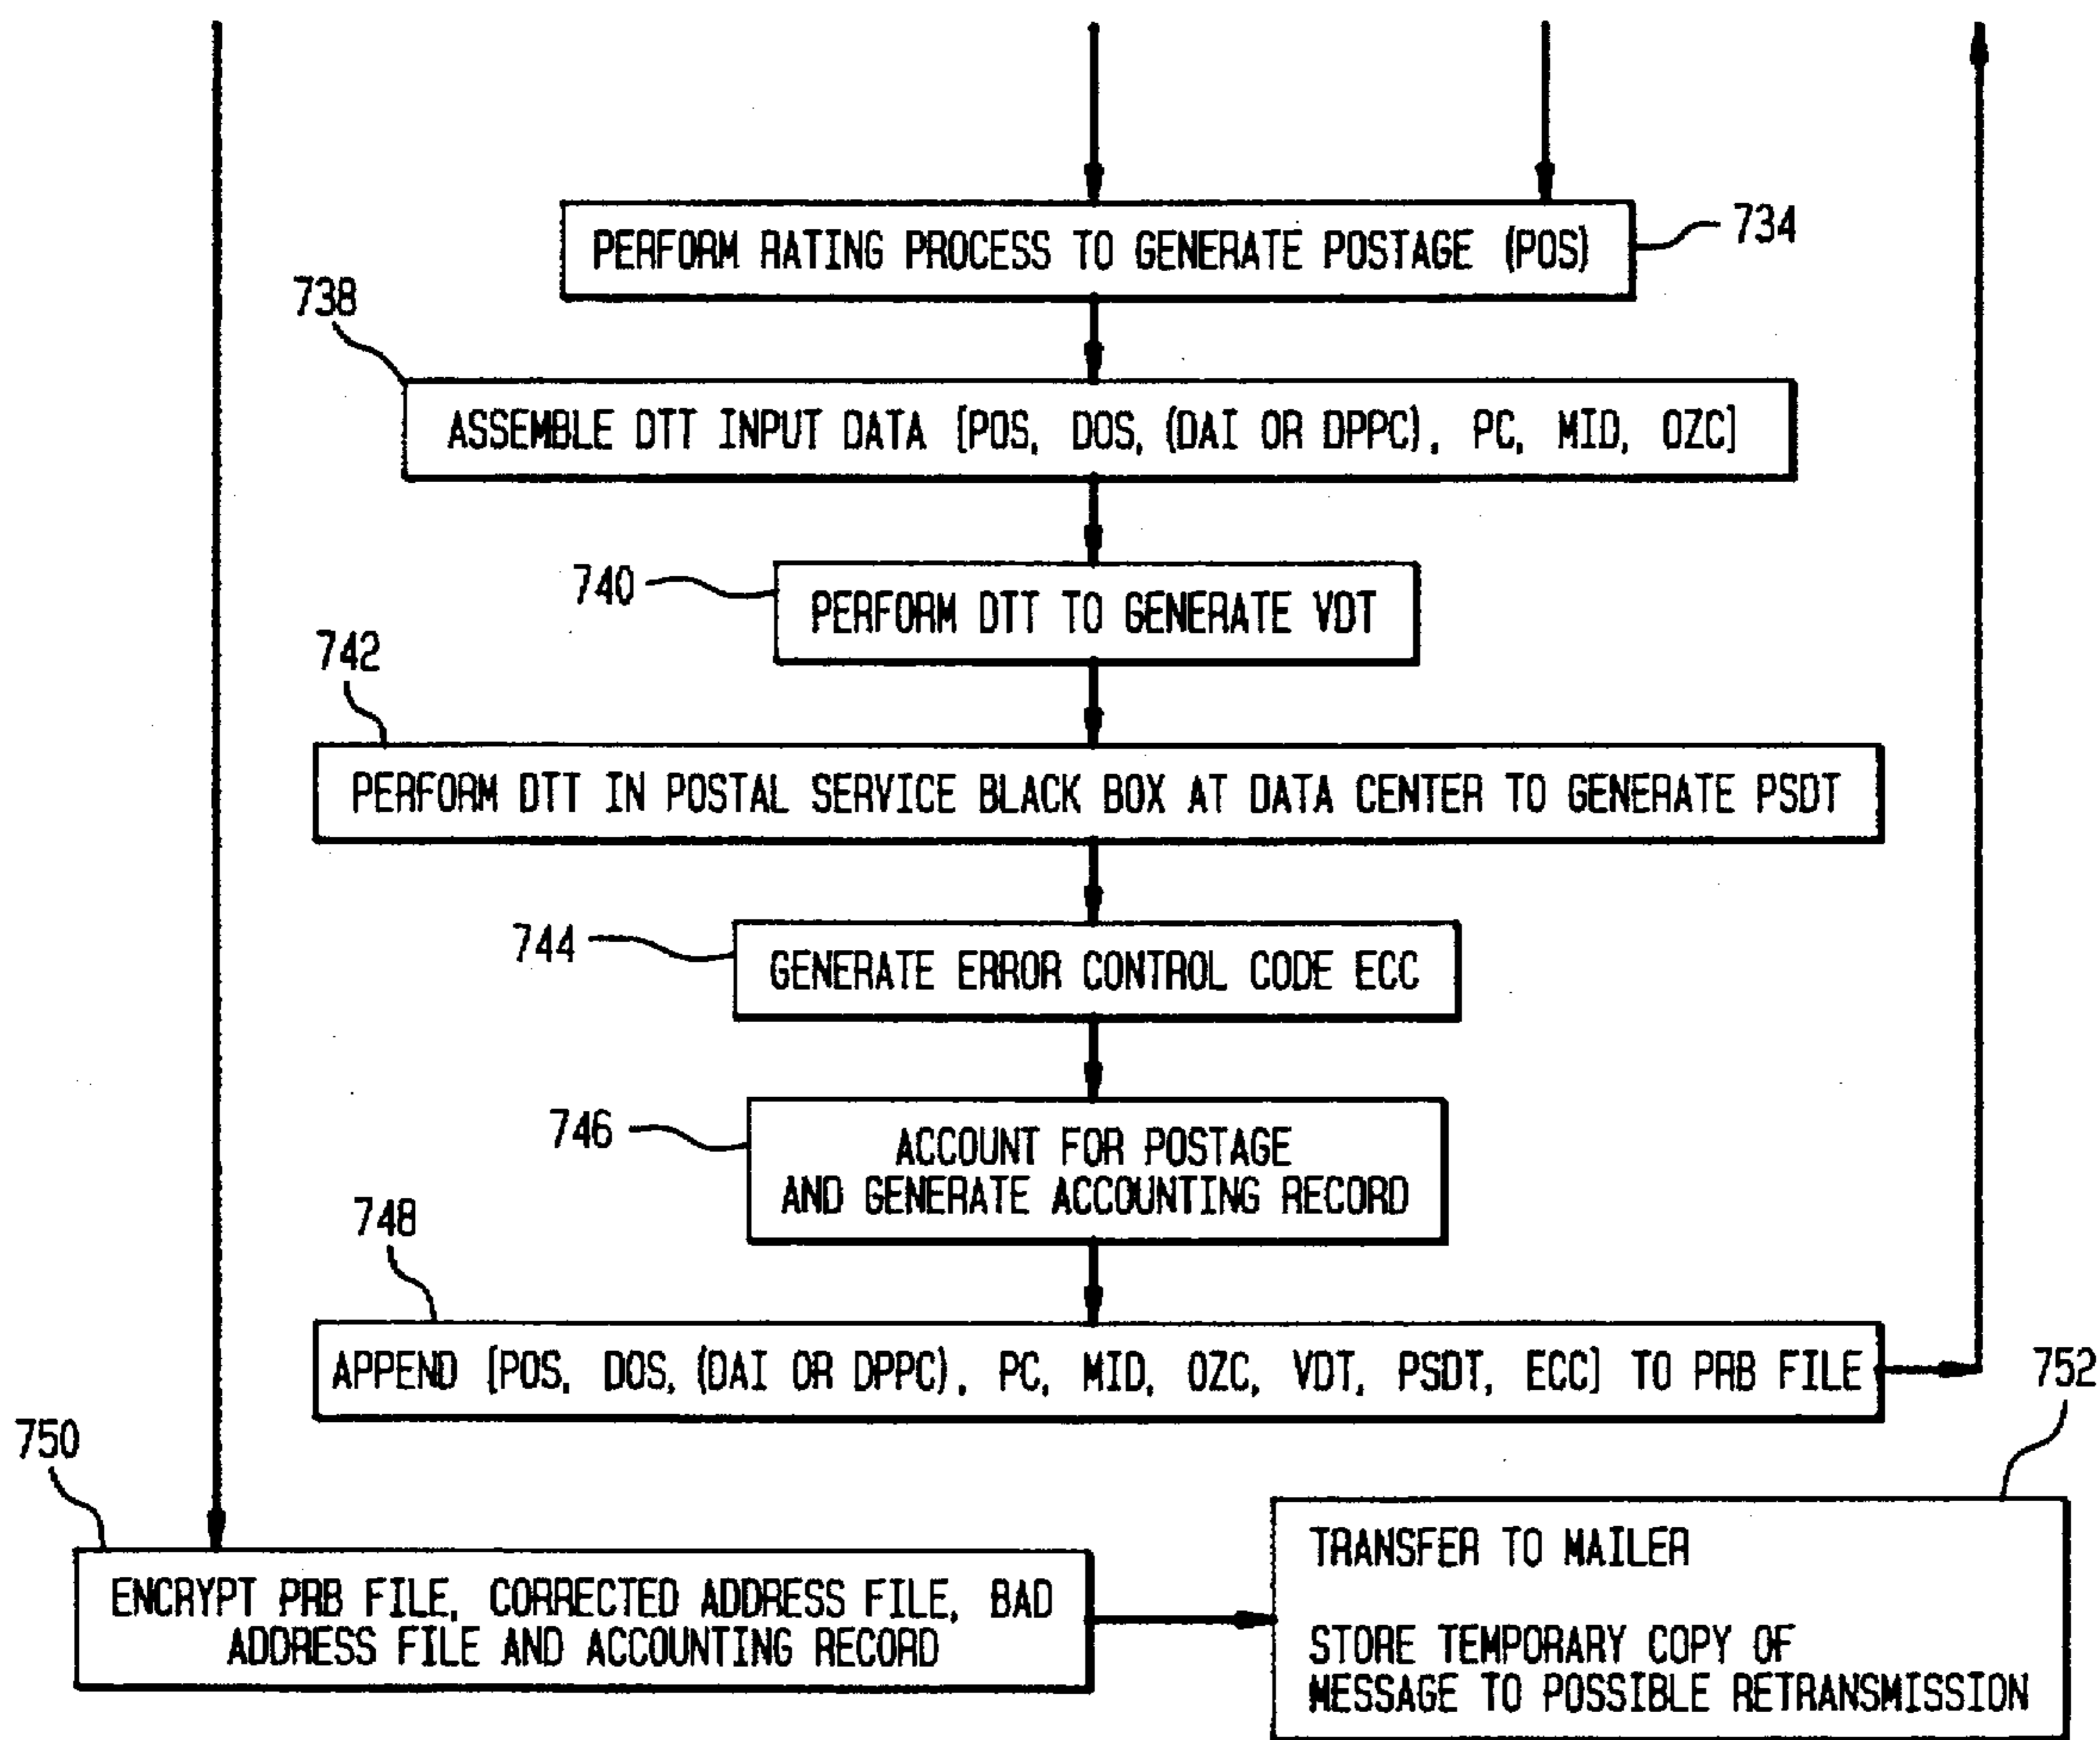 PERFORM RATING PROCESS TO GENERATE POSTAGE (POS)
734
738
ASSEMBLE DTT INPUT DATA [POS, DOS, (DAI OR DPPC), PC, MID, OZC]
740
PERFORM DTT TO GENERATE VDT
742
PERFORM DTT IN POSTAL SERVICE BLACK BOX AT DATA CENTER TO GENERATE PSDT
744
GENERATE ERROR CONTROL CODE ECC
746
ACCOUNT FOR POSTAGE
AND GENERATE ACCOUNTING RECORD
748
APPEND [POS, DOS, (DAI OR DPPC), PC, MID, OZC, VDT, PSDT, ECC] TO PRB FILE
752
750
ENCRYPT PRB FILE, CORRECTED ADDRESS FILE, BAD
ADDRESS FILE AND ACCOUNTING RECORD
TRANSFER TO MAILER
STORE TEMPORARY COPY OF
MESSAGE TO POSSIBLE RETRANSMISSION